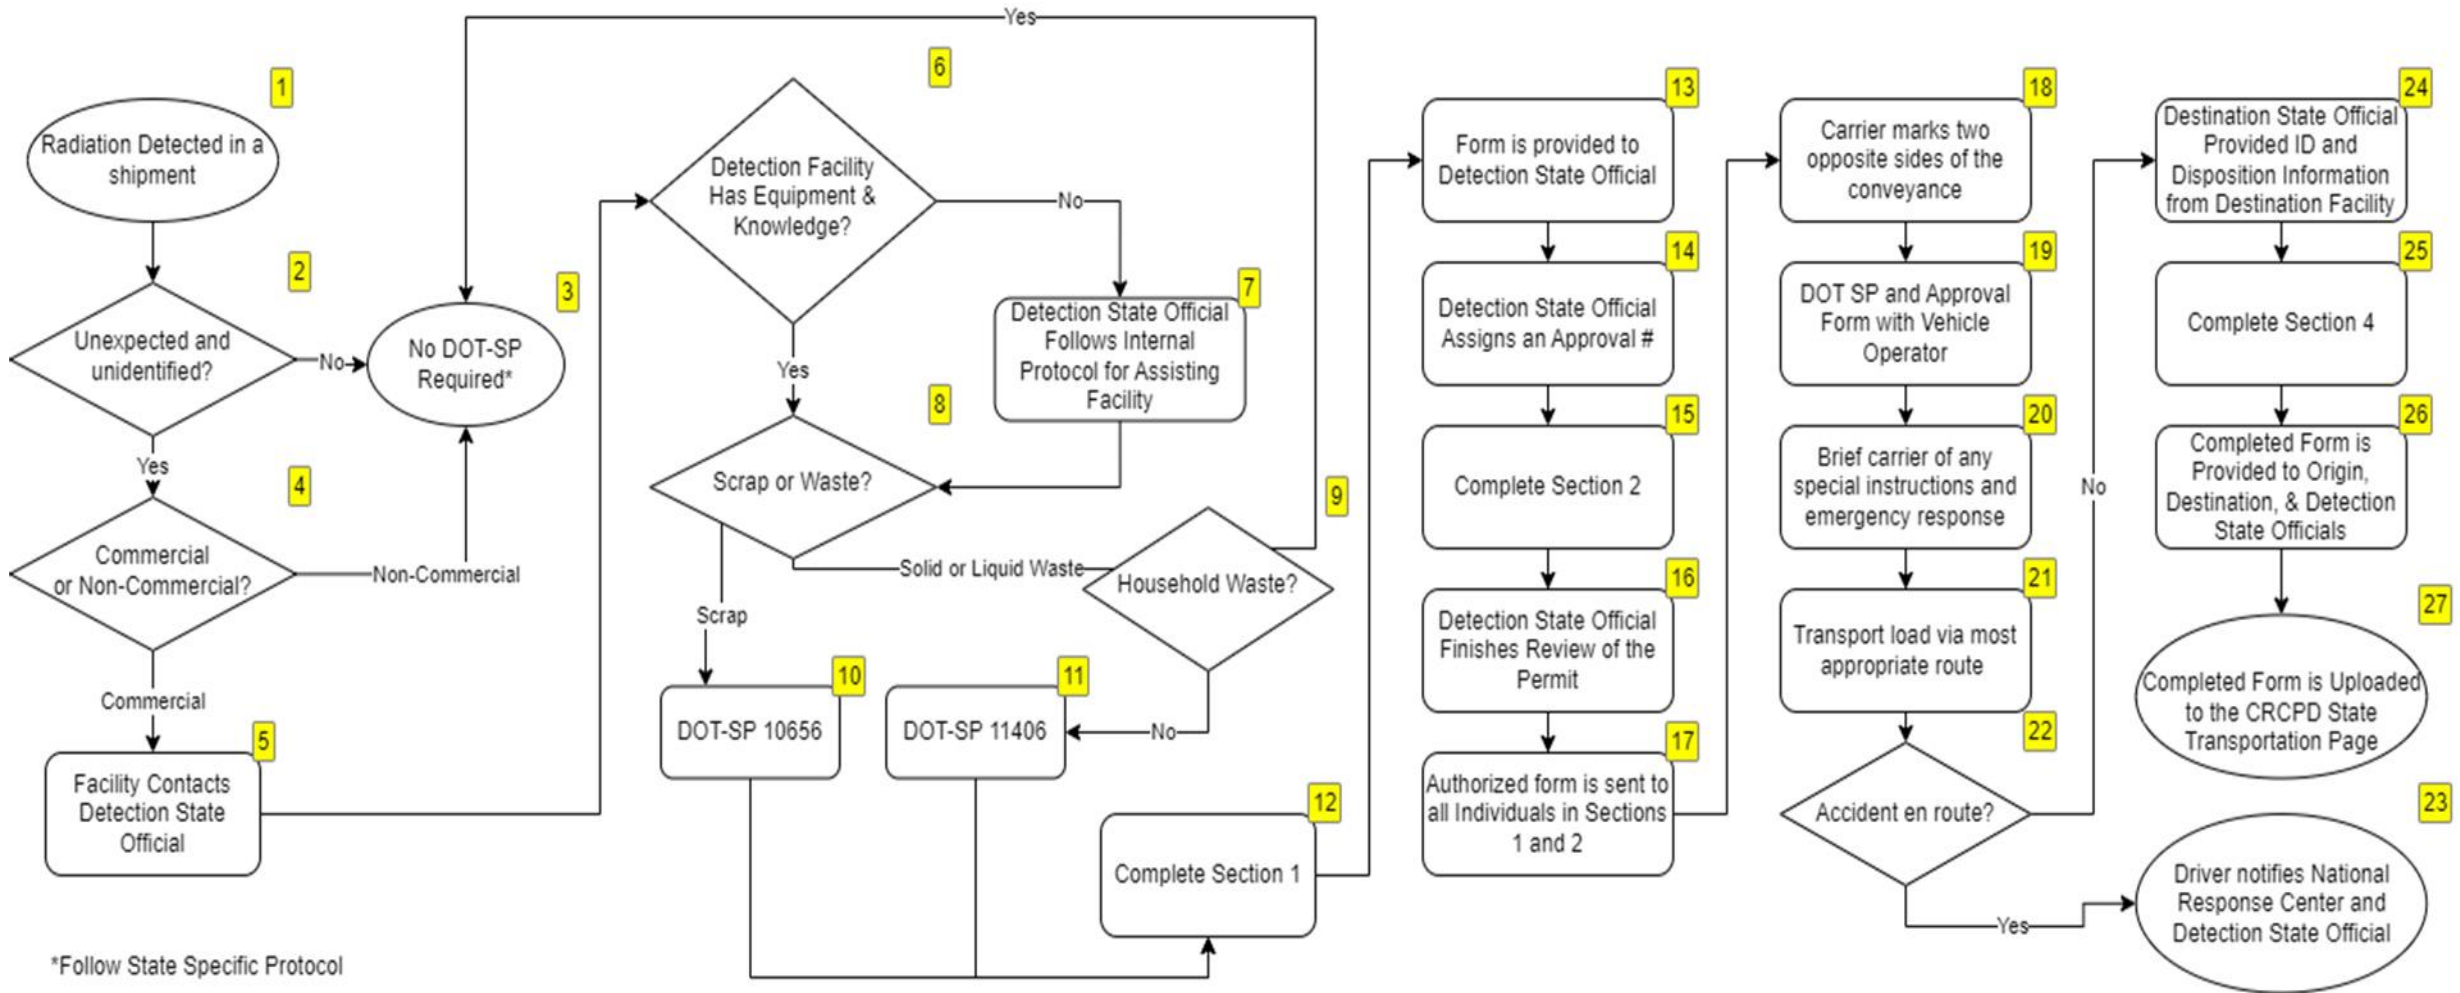 1
Radiation Detected in a
shipment
2
Unexpected and
unidentified?
No
3
No DOT-SP
Required*
Yes
4
Commercial
or Non-Commercial?
Non-Commercial
Commercial
5
Facility Contacts
Detection State
Official
*Follow State Specific Protocol
Yes
6
Detection Facility
Has Equipment &
Knowledge?
No
7
Detection State Official
Follows Internal
Protocol for Assisting
Facility
Yes
8
Scrap or Waste?
Solid or Liquid Waste
9
Household Waste?
Scrap
10
DOT-SP 10656
11
DOT-SP 11406
No
12
Complete Section 1
13
Form is provided to
Detection State Official
14
Detection State Official
Assigns an Approval #
15
Complete Section 2
16
Detection State Official
Finishes Review of the
Permit
17
Authorized form is sent to
all Individuals in Sections
1 and 2
18
Carrier marks two
opposite sides of the
conveyance
19
DOT SP and Approval
Form with Vehicle
Operator
20
Brief carrier of any
special instructions and
emergency response
21
Transport load via most
appropriate route
22
Accident en route?
No
Yes
24
Destination State Official
Provided ID and
Disposition Information
from Destination Facility
25
Complete Section 4
26
Completed Form is
Provided to Origin,
Destination, & Detection
State Officials
27
Completed Form is Uploaded
to the CRCPD State
Transportation Page
23
Driver notifies National
Response Center and
Detection State Official